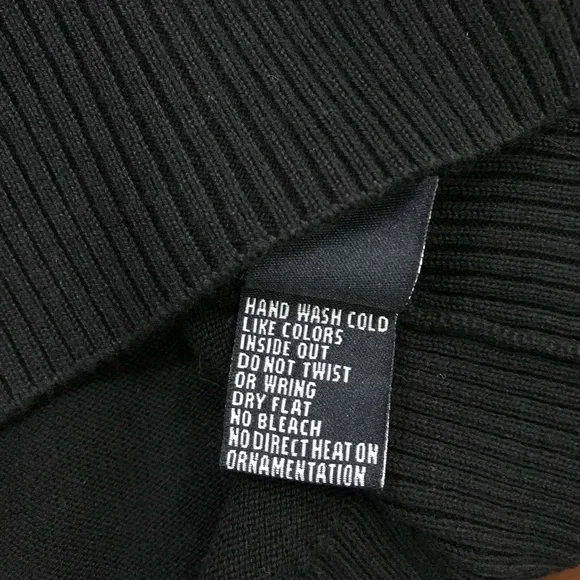 HAND WASH COLD
LIKE COLORS
INSIDE OUT
DO NOT TWIST
OR WRING
DRY FLAT
NO BLEACH
NO DIRECT HEAT ON
ORNAMENTATION